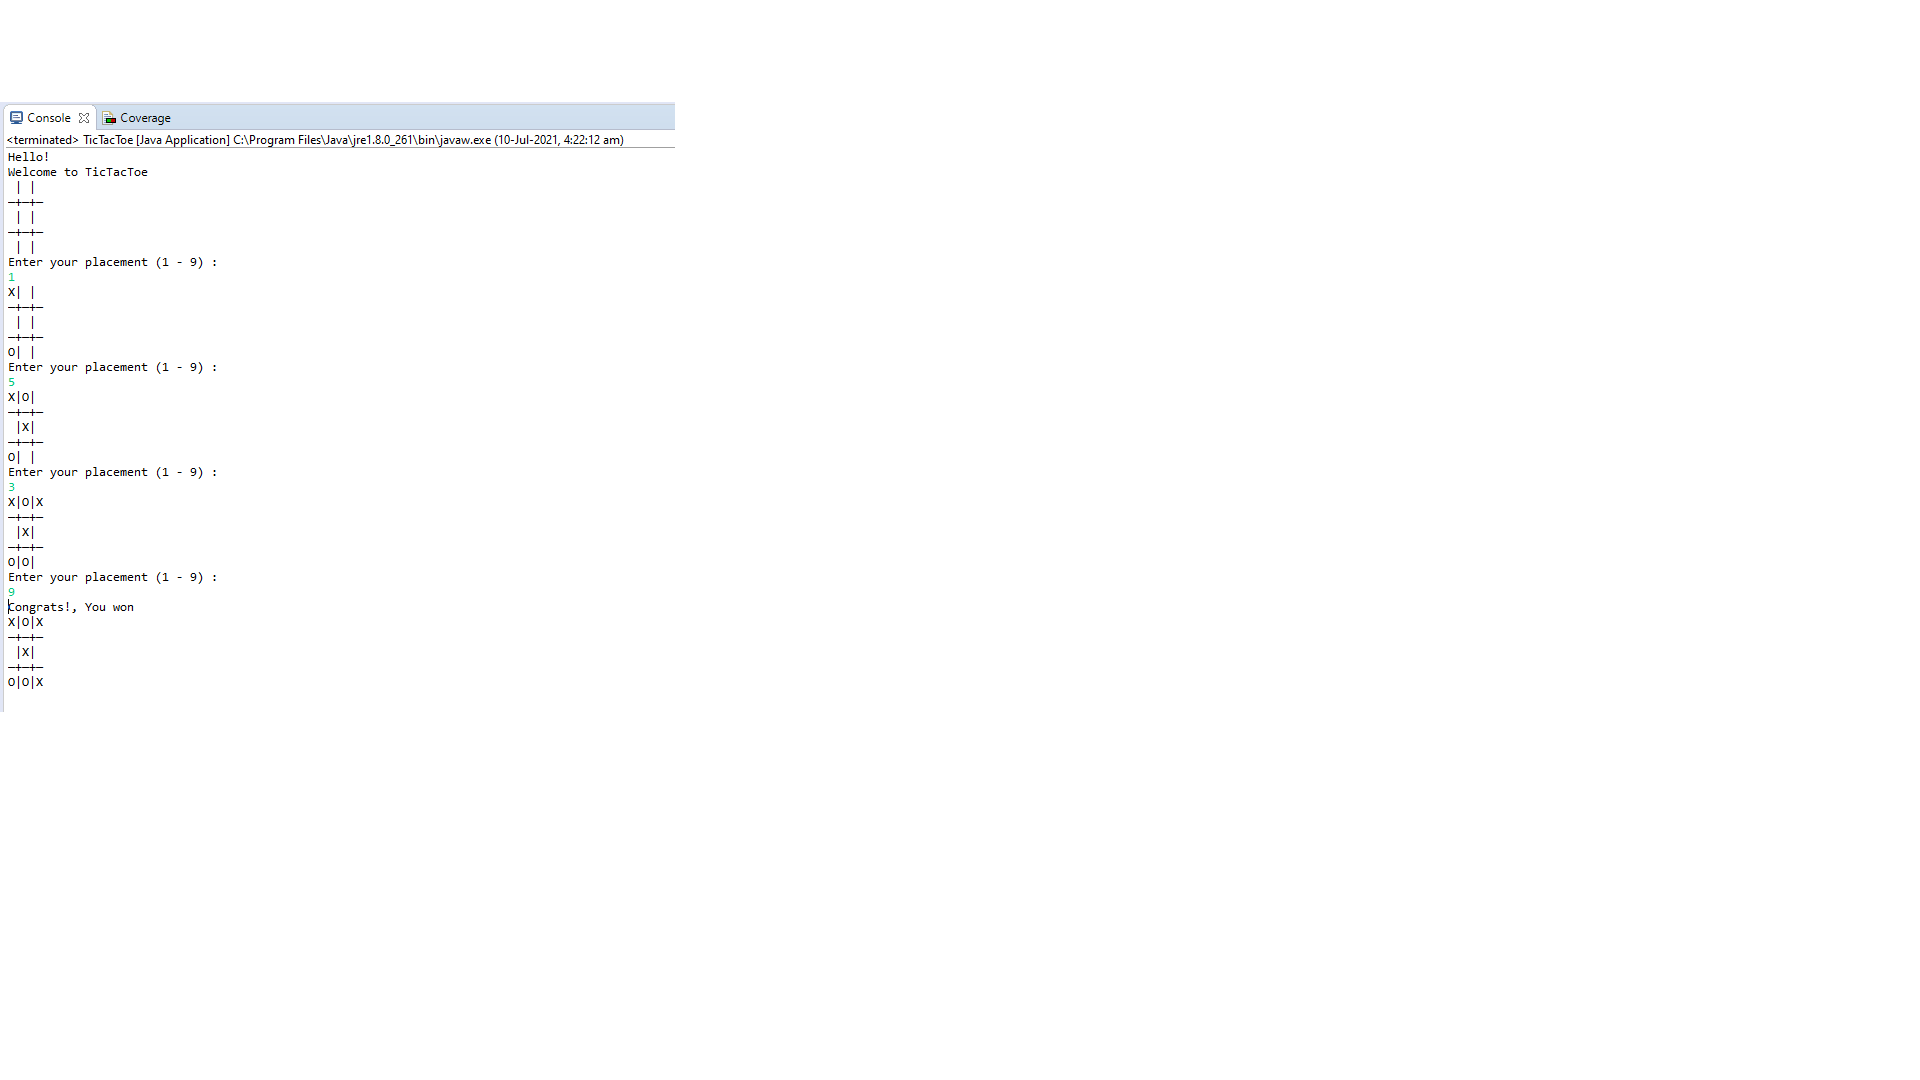 Console Coverage
<terminated> TicTacToe [Java Application] C:\Program Files\Java\jre1.8.0_261\bin\javaw.exe (10-Jul-2021, 4:22:12 am)
Hello!
Welcome to TicTacToe
 | |
-+-+-
 | |
-+-+-
 | |
Enter your placement (1 - 9) :
1
X| |
-+-+-
 | |
-+-+-
O| |
Enter your placement (1 - 9) :
5
X|O|
-+-+-
 |X|
-+-+-
O| |
Enter your placement (1 - 9) :
3
X|O|X
-+-+-
 |X|
-+-+-
O|O|
Enter your placement (1 - 9) :
9
Congrats!, You won
X|O|X
-+-+-
 |X|
-+-+-
O|O|X